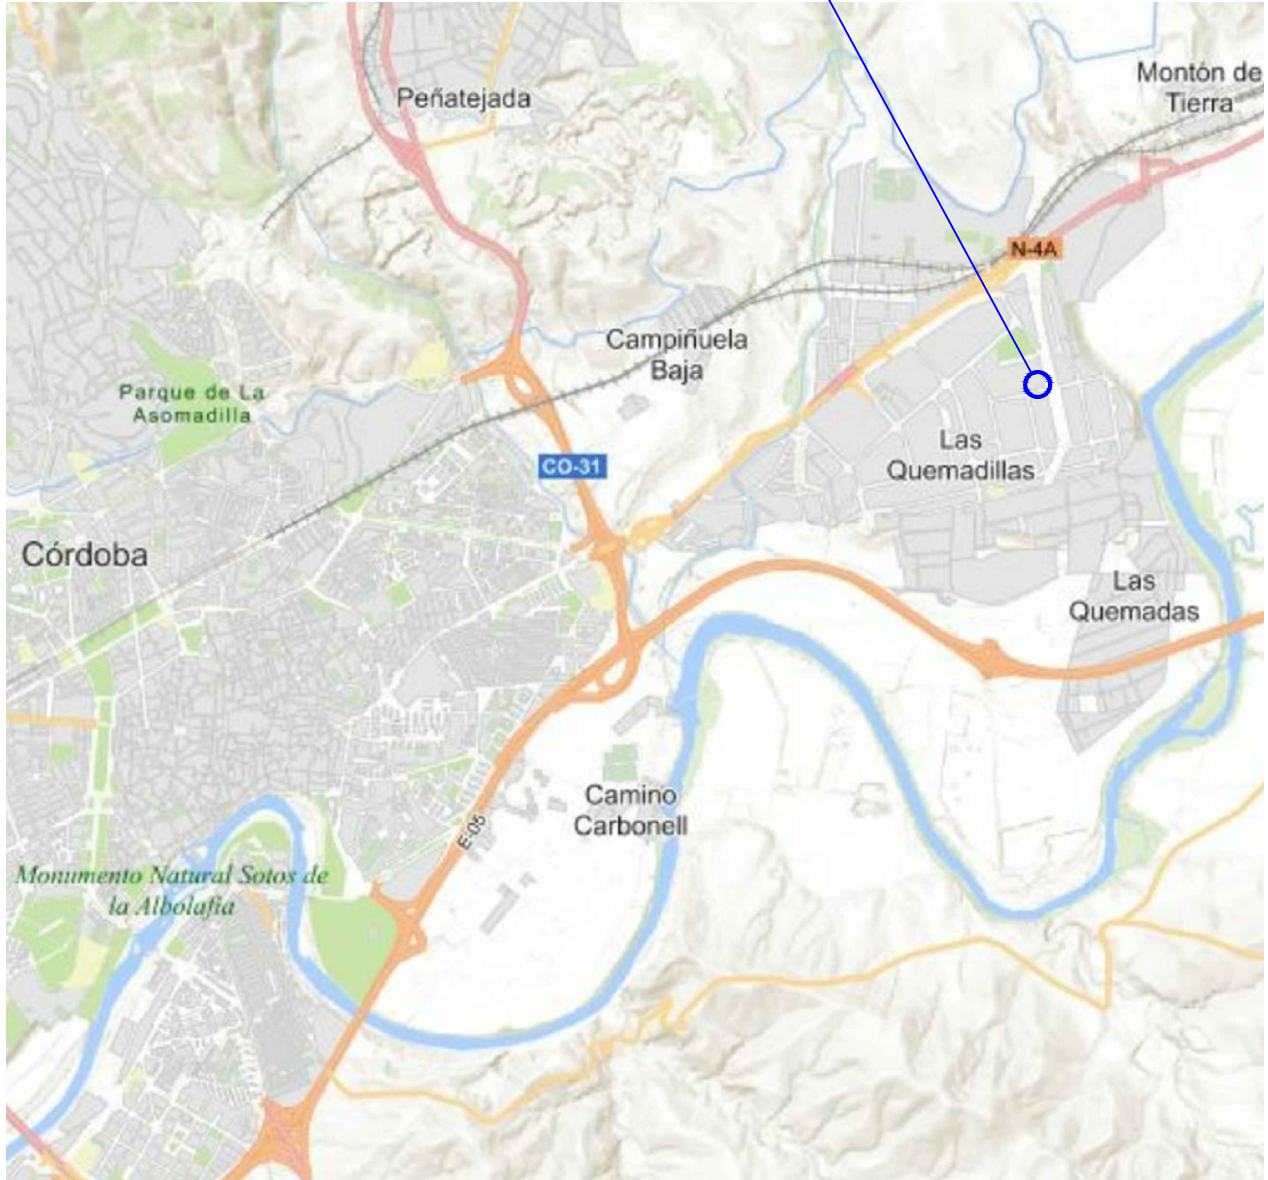 Montón de
Tierra
Peñatejada
N-4A
Campiñuela
Baja
Parque de La
Asomadilla
Las
Quemadillas
CO-31
Córdoba
Las
Quemadas
Camino
Carbonell
E-05
Monumento Natural Sotos de
la Albolafia